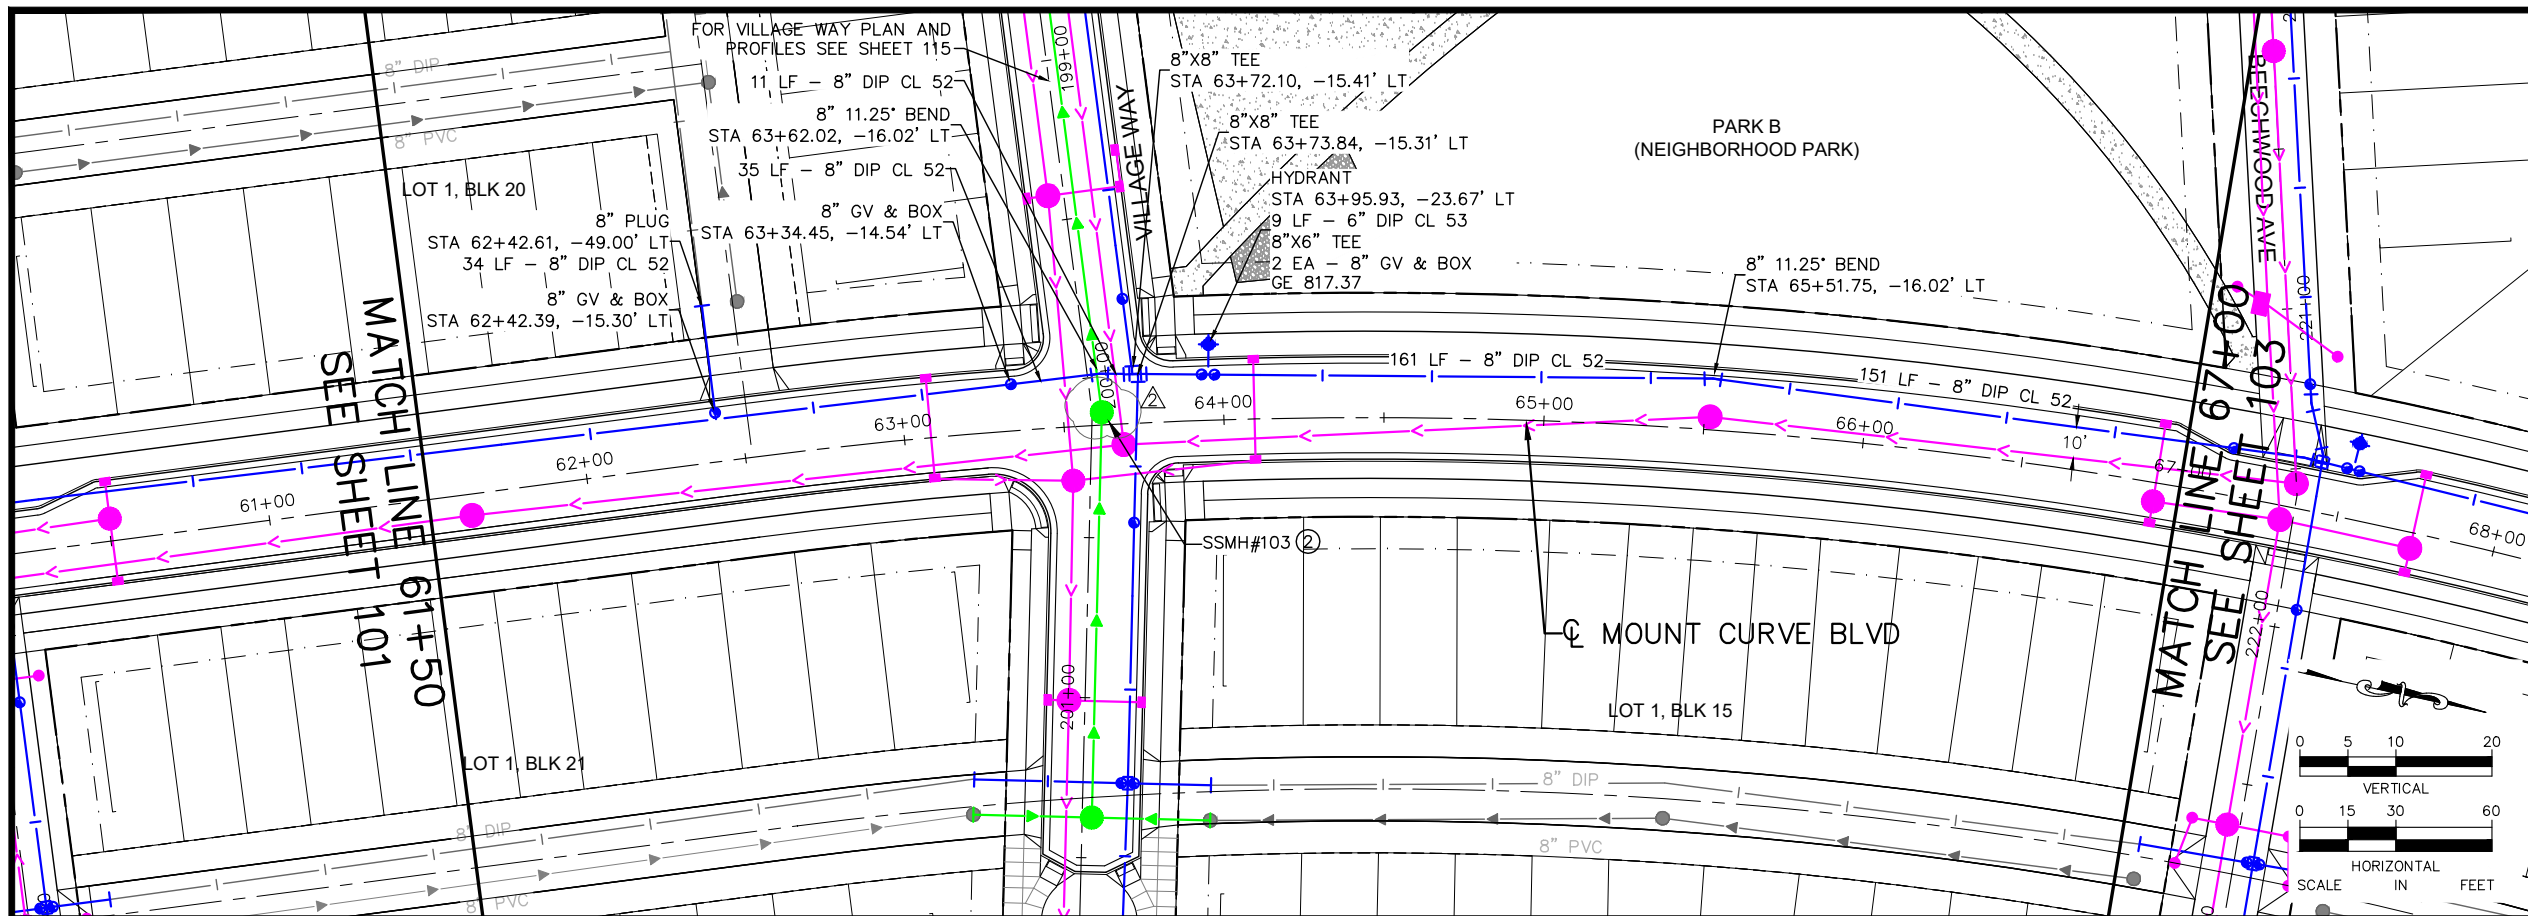 FOR VILLAGE WAY PLAN AND
PROFILES SEE SHEET 115
11 LF - 8" DIP CL 52
8" 11.25° BEND
STA 63+62.02, -16.02' LT
35 LF - 8" DIP CL 52
8" GV & BOX
STA 63+34.45, -14.54' LT
8" PLUG
STA 62+42.61, -49.00' LT
34 LF - 8" DIP CL 52
8" GV & BOX
STA 62+42.39, -15.30' LT
8" DIP
8" PVC
LOT 1, BLK 20
199+00
VILLAGE WAY
8"X8" TEE
STA 63+72.10, -15.41' LT
8"X8" TEE
STA 63+73.84, -15.31' LT
HYDRANT
STA 63+95.93, -23.67' LT
9 LF - 6" DIP CL 53
8"X6" TEE
2 EA - 8" GV & BOX
GE 817.37
PARK B
(NEIGHBORHOOD PARK)
8" 11.25° BEND
STA 65+51.75, -16.02' LT
BEECHWOOD AVE
221+00
161 LF - 8" DIP CL 52
151 LF - 8" DIP CL 52
10'
2
61+00
62+00
63+00
64+00
65+00
66+00
68+00
MATCH LINE 61+50
SEE SHEET 101
MATCH LINE 67+00
SEE SHEET 103
SSMH#103 2
℄ MOUNT CURVE BLVD
201+00
222+00
LOT 1, BLK 21
LOT 1, BLK 15
8" DIP
8" PVC
8" DIP
8" PVC
0 5 10 20
VERTICAL
0 15 30 60
HORIZONTAL
SCALE IN FEET